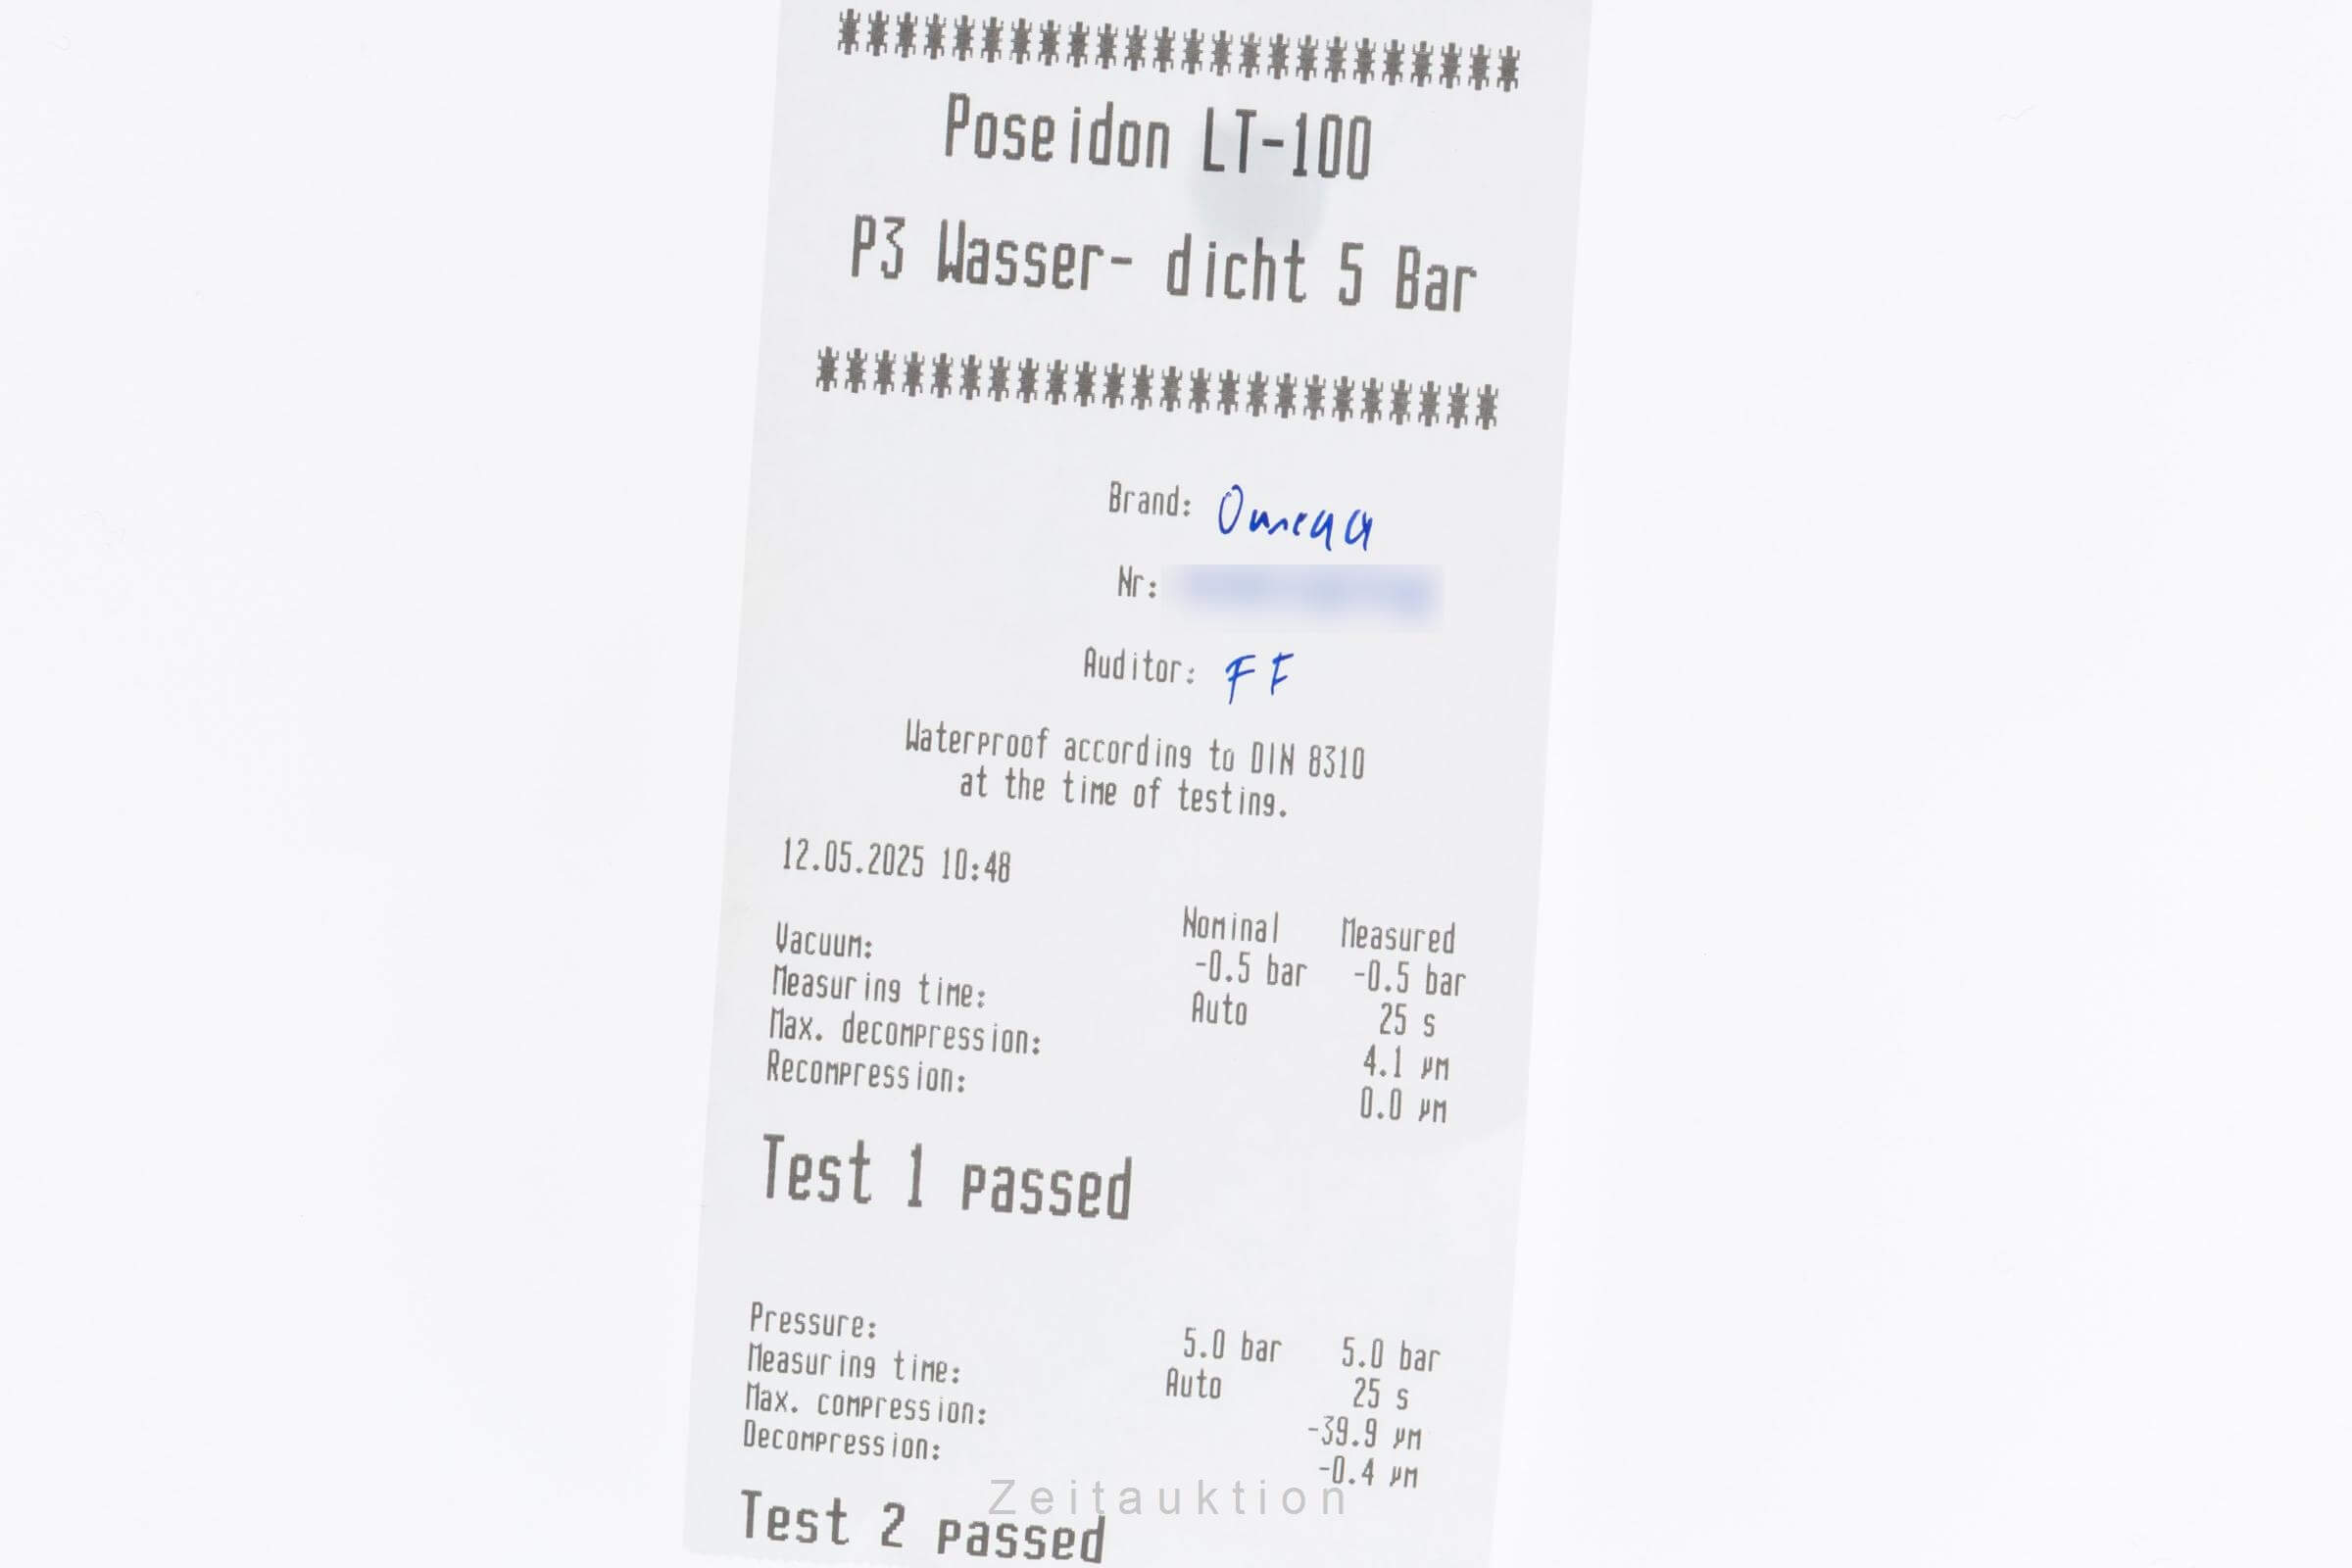 ************************
Poseidon LT-100
P3 Wasser- dicht 5 Bar
************************
Brand: Omega
Nr:
Auditor: FF
Waterproof according to DIN 8310
at the time of testing.
12.05.2025 10:48
Nominal Measured
Vacuum: -0.5 bar -0.5 bar
Measuring time: Auto 25 s
Max. decompression: 4.1 µm
Recompression: 0.0 µm
Test 1 passed
Pressure: 5.0 bar 5.0 bar
Measuring time: Auto 25 s
Max. compression: -39.9 µm
Decompression: -0.4 µm
Zeitauktion
Test 2 passed